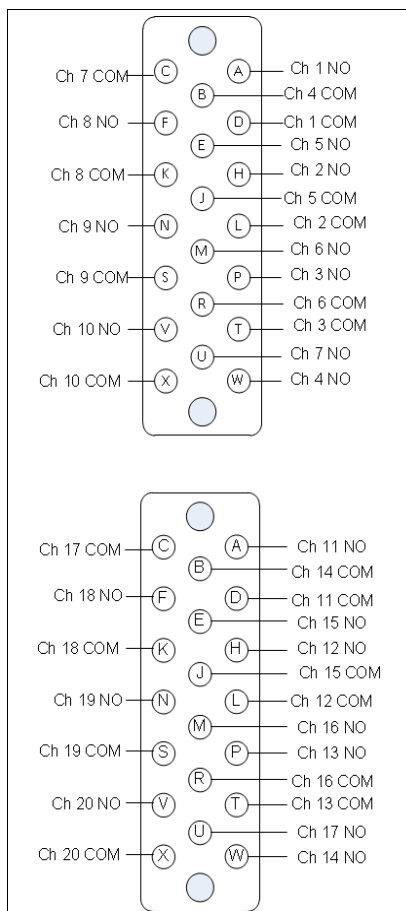 Ch 7 COM C A Ch 1 NO
B Ch 4 COM
Ch 8 NO F D Ch 1 COM
E Ch 5 NO
Ch 8 COM K H Ch 2 NO
J Ch 5 COM
Ch 9 NO N L Ch 2 COM
M Ch 6 NO
Ch 9 COM S P Ch 3 NO
R Ch 6 COM
Ch 10 NO V T Ch 3 COM
U Ch 7 NO
Ch 10 COM X W Ch 4 NO
Ch 17 COM C A Ch 11 NO
B Ch 14 COM
Ch 18 NO F D Ch 11 COM
E Ch 15 NO
Ch 18 COM K H Ch 12 NO
J Ch 15 COM
Ch 19 NO N L Ch 12 COM
M Ch 16 NO
Ch 19 COM S P Ch 13 NO
R Ch 16 COM
Ch 20 NO V T Ch 13 COM
U Ch 17 NO
Ch 20 COM X W Ch 14 NO